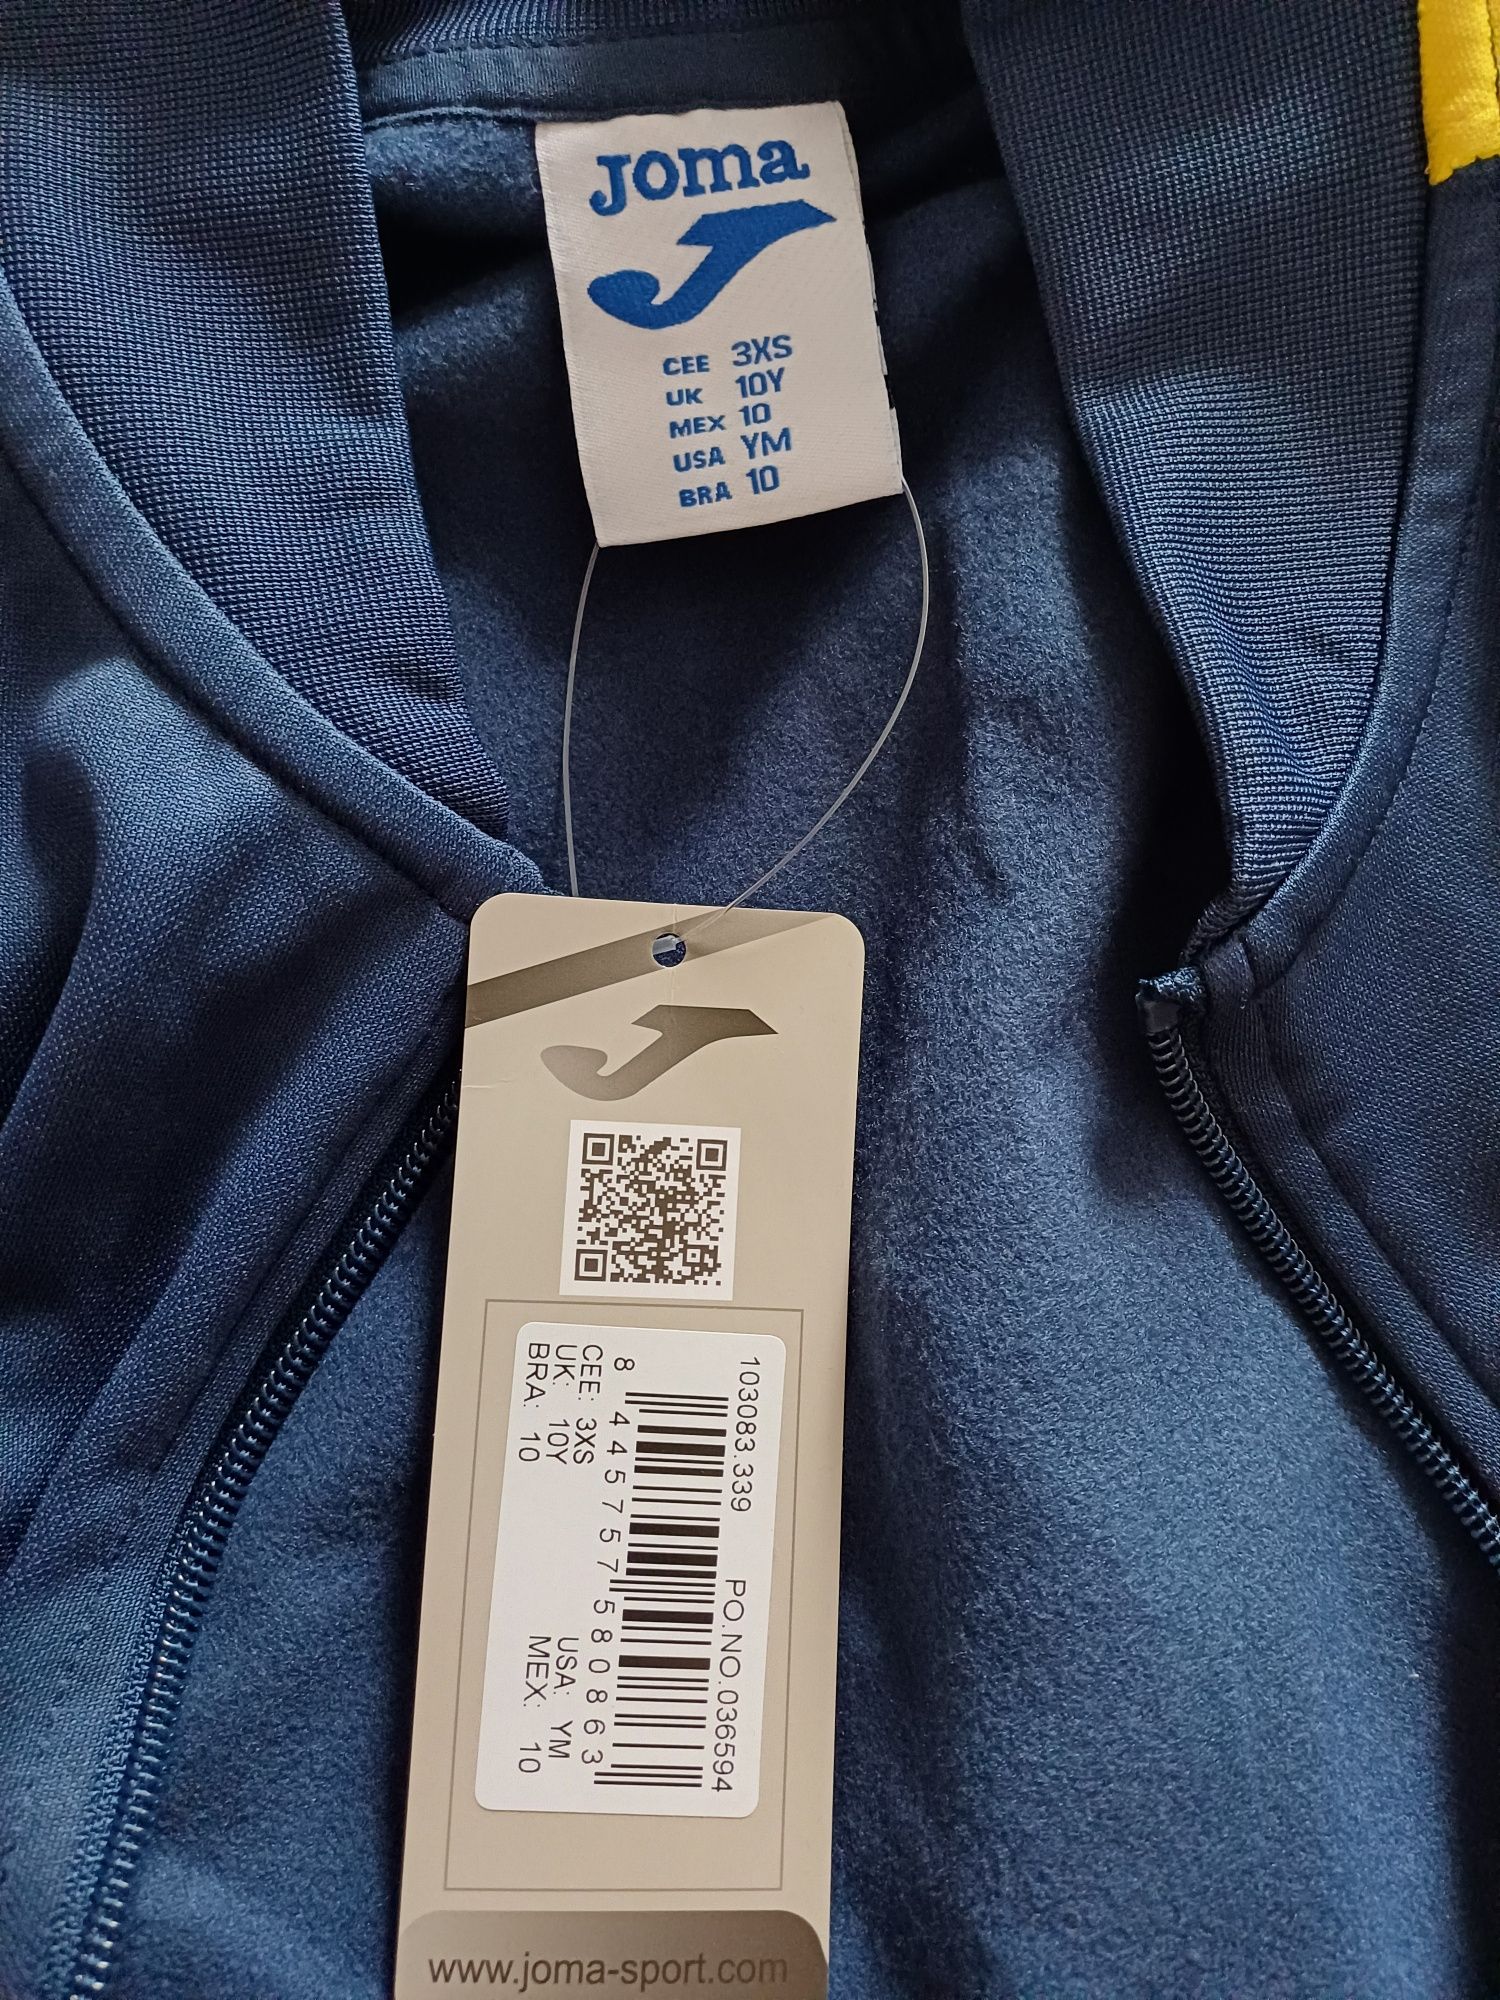 Joma
CEE 3XS
UK 10Y
MEX 10
USA YM
BRA 10
103083.339 PO.NO.036594
8 445757 580863
CEE: 3XS
UK: 10Y USA: YM
BRA: 10 MEX: 10
www.joma-sport.com